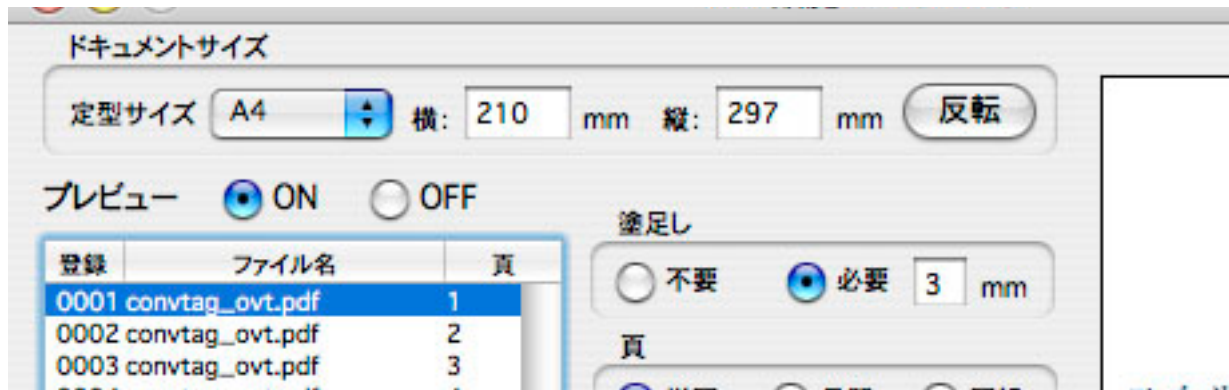 ドキュメントサイズ
定型サイズ A4 横: 210 mm 縦: 297 mm 反転
プレビュー ON OFF
登録 ファイル名 頁
0001 convtag_ovt.pdf 1
0002 convtag_ovt.pdf 2
0003 convtag_ovt.pdf 3
塗足し
不要 必要 3 mm
頁